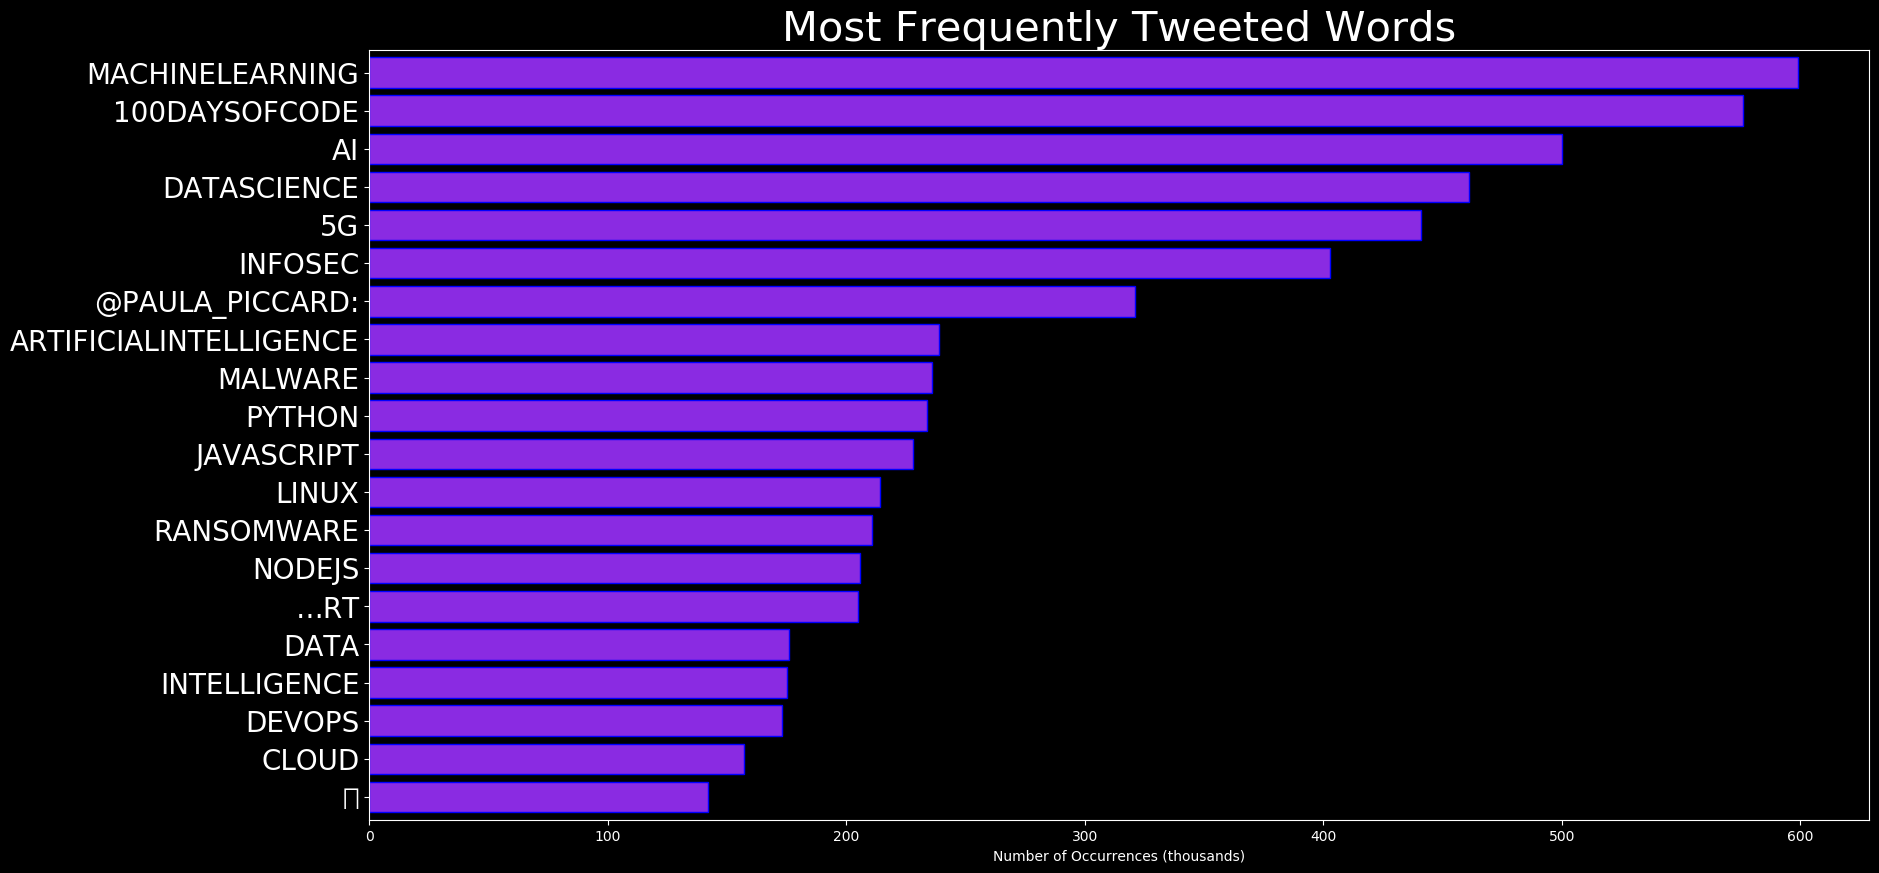 Most Frequently Tweeted Words
MACHINELEARNING
100DAYSOFCODE
AI
DATASCIENCE
5G
INFOSEC
@PAULA_PICCARD:
ARTIFICIALINTELLIGENCE
MALWARE
PYTHON
JAVASCRIPT
LINUX
RANSOMWARE
NODEJS
…RT
DATA
INTELLIGENCE
DEVOPS
CLOUD
0 100 200 300 400 500 600
Number of Occurrences (thousands)